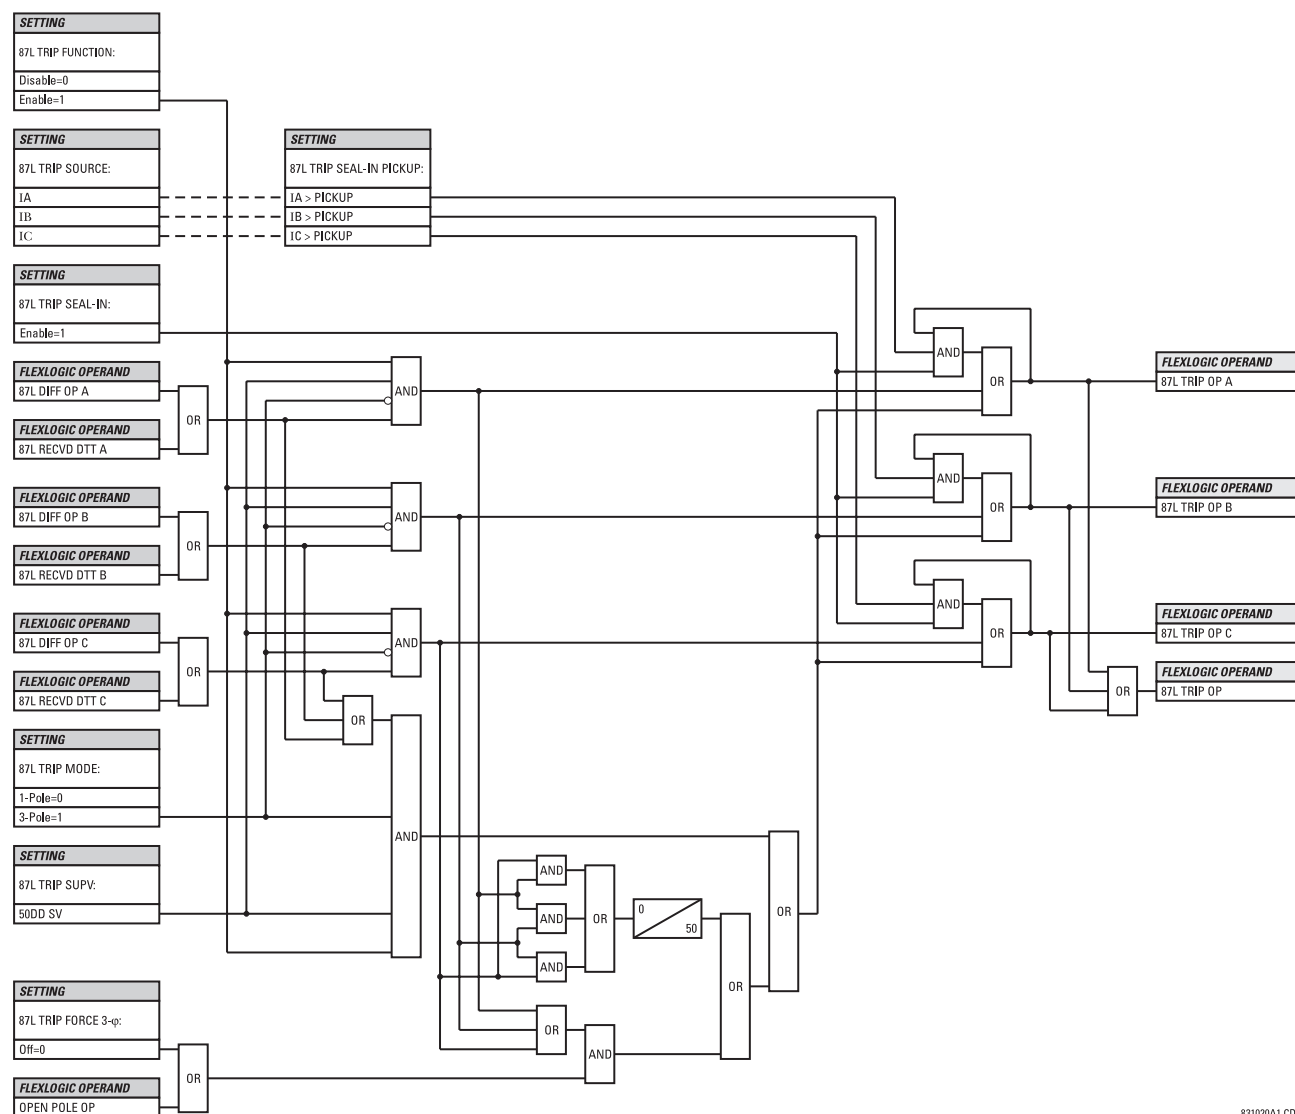 SETTING
87L TRIP FUNCTION:
Disable=0
Enable=1
SETTING
87L TRIP SOURCE:
IA
IB
IC
SETTING
87L TRIP SEAL-IN PICKUP:
IA > PICKUP
IB > PICKUP
IC > PICKUP
SETTING
87L TRIP SEAL-IN:
Enable=1
FLEXLOGIC OPERAND
87L DIFF OP A
OR
FLEXLOGIC OPERAND
87L RECVD DTT A
AND
AND
OR
FLEXLOGIC OPERAND
87L TRIP OP A
FLEXLOGIC OPERAND
87L DIFF OP B
OR
FLEXLOGIC OPERAND
87L RECVD DTT B
AND
AND
OR
FLEXLOGIC OPERAND
87L TRIP OP B
FLEXLOGIC OPERAND
87L DIFF OP C
OR
FLEXLOGIC OPERAND
87L RECVD DTT C
AND
AND
OR
FLEXLOGIC OPERAND
87L TRIP OP C
FLEXLOGIC OPERAND
OR
87L TRIP OP
OR
SETTING
87L TRIP MODE:
1-Pole=0
3-Pole=1
AND
SETTING
87L TRIP SUPV:
50DD SV
AND
AND
AND
OR
0
50
OR
OR
OR
AND
SETTING
87L TRIP FORCE 3-φ:
Off=0
OR
FLEXLOGIC OPERAND
OPEN POLE OP